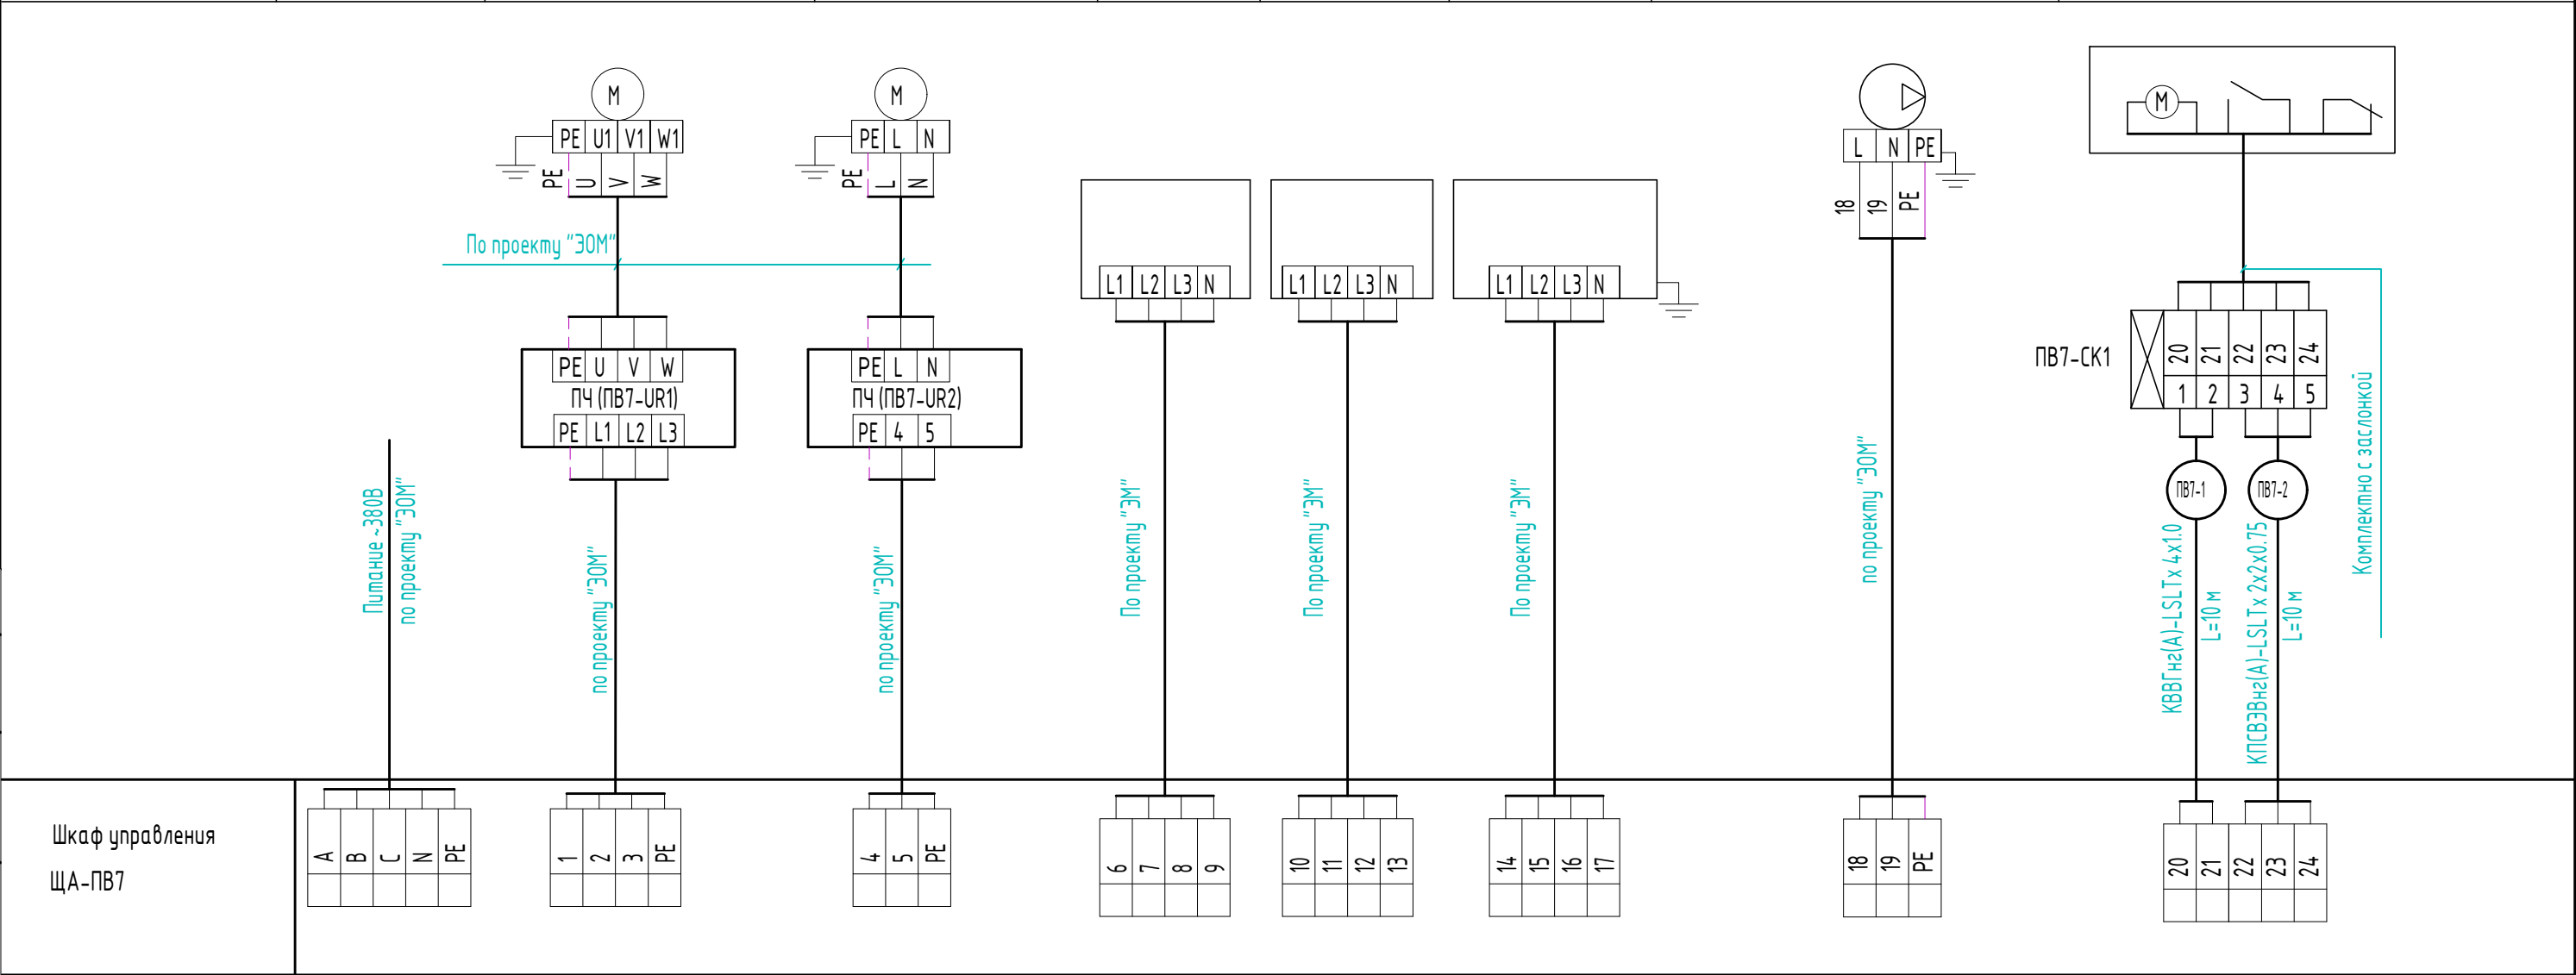 M
PE U1 V1 W1
PE U V W
M
PE L N
PE L N
L N PE
18 19 PE
M
По проекту "ЭОМ"
L1 L2 L3 N
L1 L2 L3 N
L1 L2 L3 N
PE U V W
ПЧ (ПВ7-UR1)
PE L1 L2 L3
PE L N
ПЧ (ПВ7-UR2)
PE 4 5
ПВ7-СК1
20 21 22 23 24
1 2 3 4 5
ПВ7-1
ПВ7-2
Питание ~380В
по проекту "ЭОМ"
по проекту "ЭОМ"
по проекту "ЭОМ"
По проекту "ЭМ"
По проекту "ЭМ"
По проекту "ЭМ"
по проекту "ЭОМ"
КВВГнг(А)-LSLTx 4х1.0
L=10 м
КПСВЭВнг(А)-LSLTx 2х2х0.75
L=10 м
Комплектно с заслонкой
Шкаф управления
ЩА-ПВ7
A B C N PE
1 2 3 PE
4 5 PE
6 7 8 9
10 11 12 13
14 15 16 17
18 19 PE
20 21 22 23 24